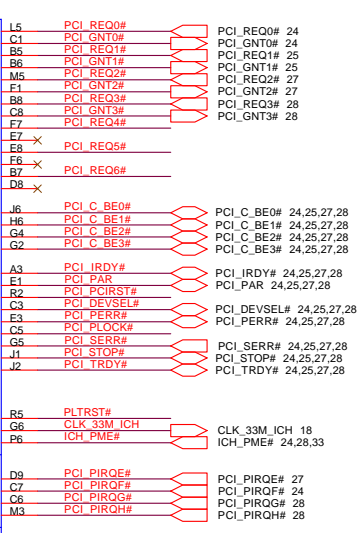 L5 PCI_REQ0# PCI_REQ0# 24
C1 PCI_GNT0# PCI_GNT0# 24
B5 PCI_REQ1# PCI_REQ1# 25
B6 PCI_GNT1# PCI_GNT1# 25
M5 PCI_REQ2# PCI_REQ2# 27
F1 PCI_GNT2# PCI_GNT2# 27
B8 PCI_REQ3# PCI_REQ3# 28
C8 PCI_GNT3# PCI_GNT3# 28
F7 PCI_REQ4#
E7
E8 PCI_REQ5#
F6
B7 PCI_REQ6#
D8
J6 PCI_C_BE0# PCI_C_BE0# 24,25,27,28
H6 PCI_C_BE1# PCI_C_BE1# 24,25,27,28
G4 PCI_C_BE2# PCI_C_BE2# 24,25,27,28
G2 PCI_C_BE3# PCI_C_BE3# 24,25,27,28
A3 PCI_IRDY# PCI_IRDY# 24,25,27,28
E1 PCI_PAR PCI_PAR 24,25,27,28
R2 PCI_PCIRST#
C3 PCI_DEVSEL# PCI_DEVSEL# 24,25,27,28
E3 PCI_PERR# PCI_PERR# 24,25,27,28
C5 PCI_PLOCK#
G5 PCI_SERR# PCI_SERR# 24,25,27,28
J1 PCI_STOP# PCI_STOP# 24,25,27,28
J2 PCI_TRDY# PCI_TRDY# 24,25,27,28
R5 PLTRST#
G6 CLK_33M_ICH CLK_33M_ICH 18
P6 ICH_PME# ICH_PME# 24,28,33
D9 PCI_PIRQE# PCI_PIRQE# 27
C7 PCI_PIRQF# PCI_PIRQF# 24
C6 PCI_PIRQG# PCI_PIRQG# 28
M3 PCI_PIRQH# PCI_PIRQH# 28